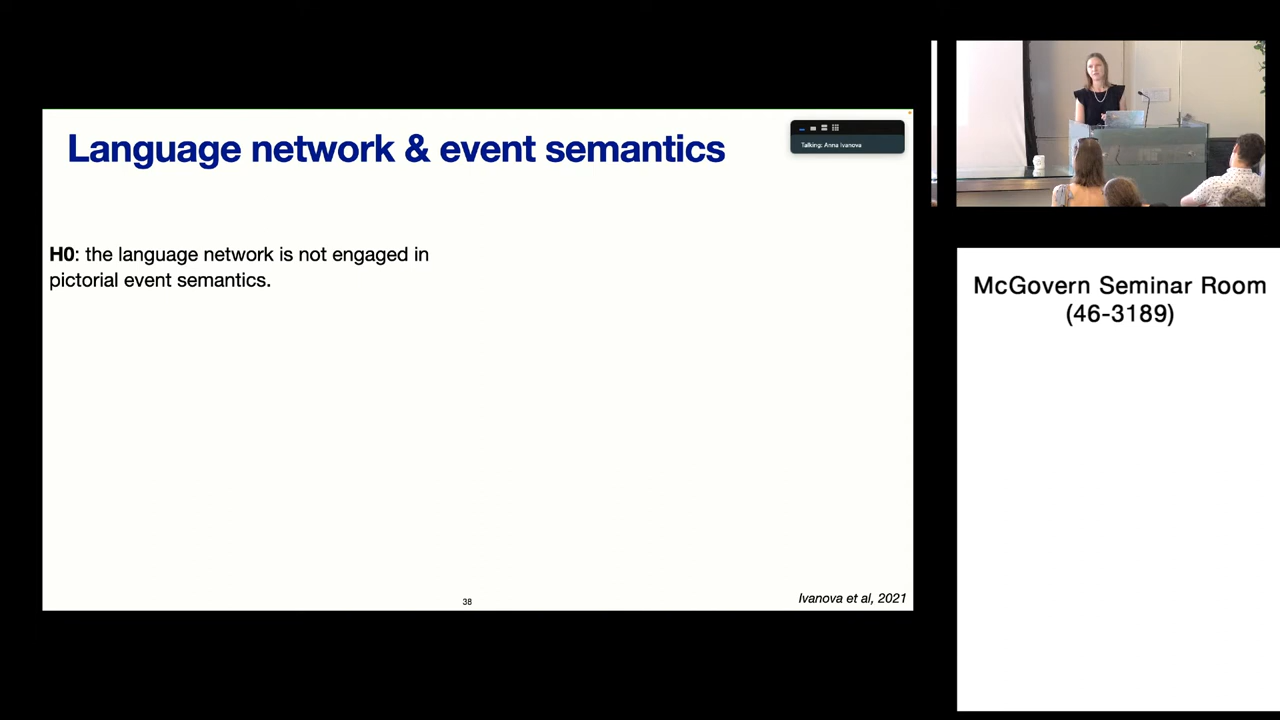 Language network & event semantics
Talking: Anna Ivanova
H0: the language network is not engaged in
pictorial event semantics.
38
Ivanova et al, 2021
McGovern Seminar Room
(46-3189)